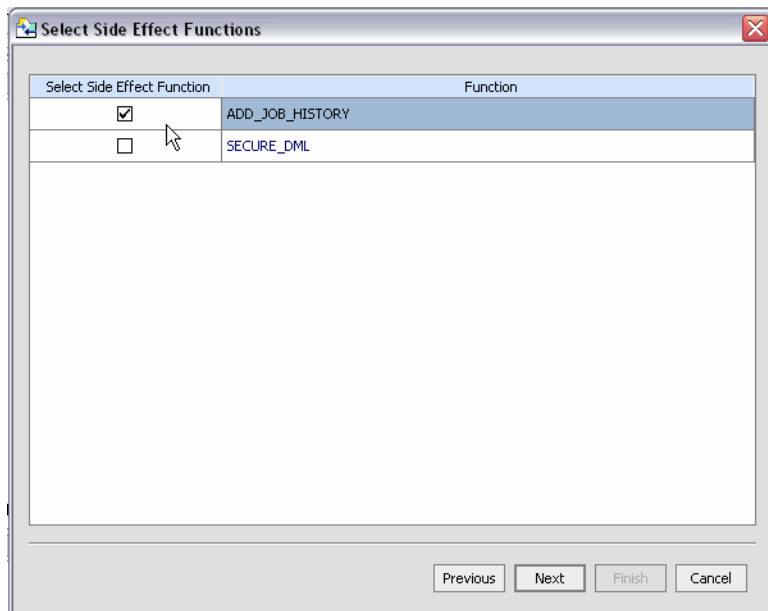 Select Side Effect Functions
Select Side Effect Function Function
ADD_JOB_HISTORY
SECURE_DML
Previous Next Finish Cancel